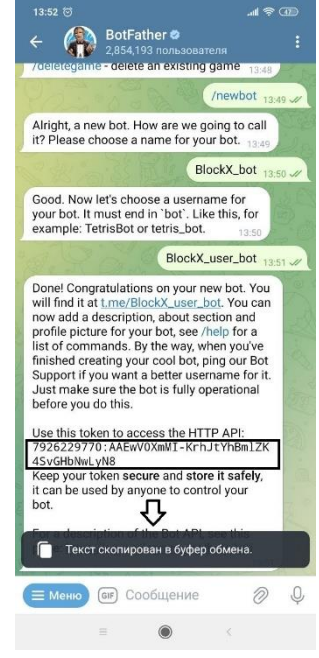 13:52
BotFather
2,854,193 пользователя
/deletegame - delete an existing game 13:48
/newbot 13:49
Alright, a new bot. How are we going to call
it? Please choose a name for your bot. 13:49
BlockX_bot 13:50
Good. Now let's choose a username for
your bot. It must end in `bot`. Like this, for
example: TetrisBot or tetris_bot. 13:50
BlockX_user_bot 13:51
Done! Congratulations on your new bot. You
will find it at t.me/BlockX_user_bot. You can
now add a description, about section and
profile picture for your bot, see /help for a
list of commands. By the way, when you've
finished creating your cool bot, ping our Bot
Support if you want a better username for it.
Just make sure the bot is fully operational
before you do this.
Use this token to access the HTTP API:
7926229770:AAEwV0XmMI-KrhJtYhBmlZK
4SvGHbNwLyN8
Keep your token secure and store it safely,
it can be used by anyone to control your
bot.
For a description of the Bot API, see this
Текст скопирован в буфер обмена.
Меню
GIF
Сообщение